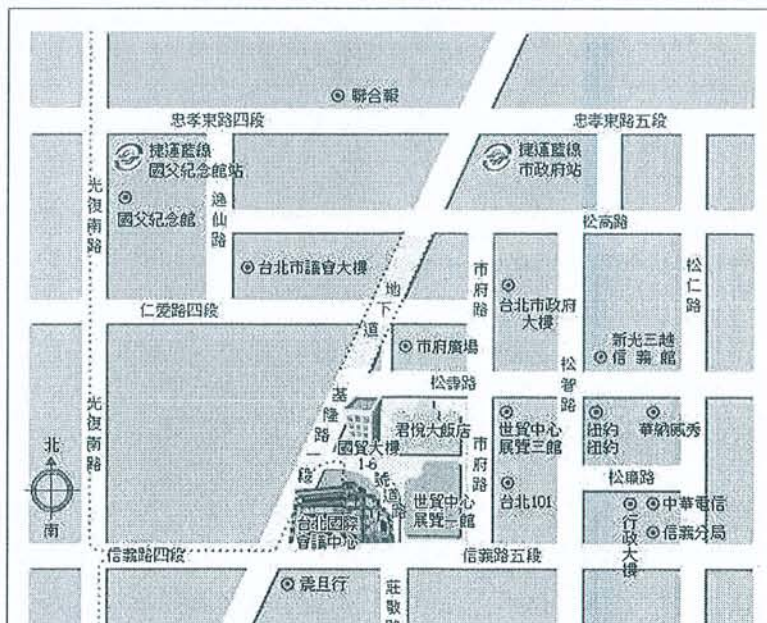 聯合報
忠孝東路四段
忠孝東路五段
捷運藍線
國父紀念館站
捷運藍線
市政府站
光復南路
國父紀念館
逸仙路
松高路
台北市議會大樓
地下道
市府路
台北市政府
大樓
松仁路
仁愛路四段
市府廣場
新光三越
信義館
松壽路
松智路
基隆路一段
國貿大樓
君悅大飯店
世貿中心
展覽三館
紐約
紐約
華納威秀
光復南路
北
南
1-6
號道路
市府路
松廉路
台北101
世貿中心
展覽一館
中華電信
行政大樓
信義分局
台北國際
會議中心
信義路四段
信義路五段
震旦行
莊敬路